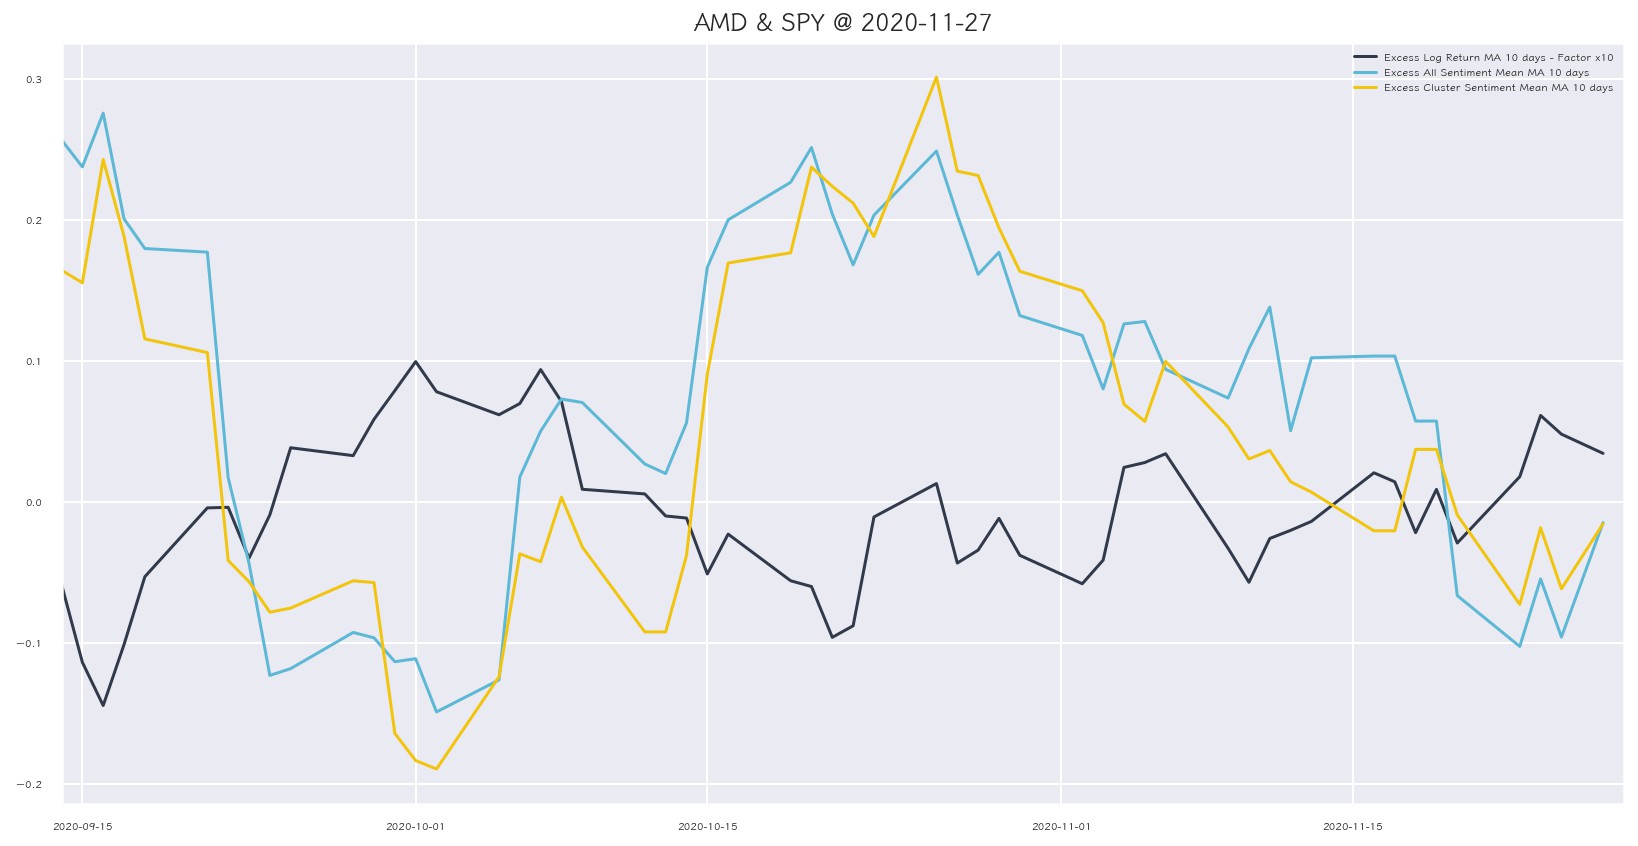 AMD & SPY @ 2020-11-27
Excess Log Return MA 10 days - Factor x10
Excess All Sentiment Mean MA 10 days
Excess Cluster Sentiment Mean MA 10 days
0.3
0.2
0.1
0.0
−0.1
−0.2
2020-09-15 2020-10-01 2020-10-15 2020-11-01 2020-11-15